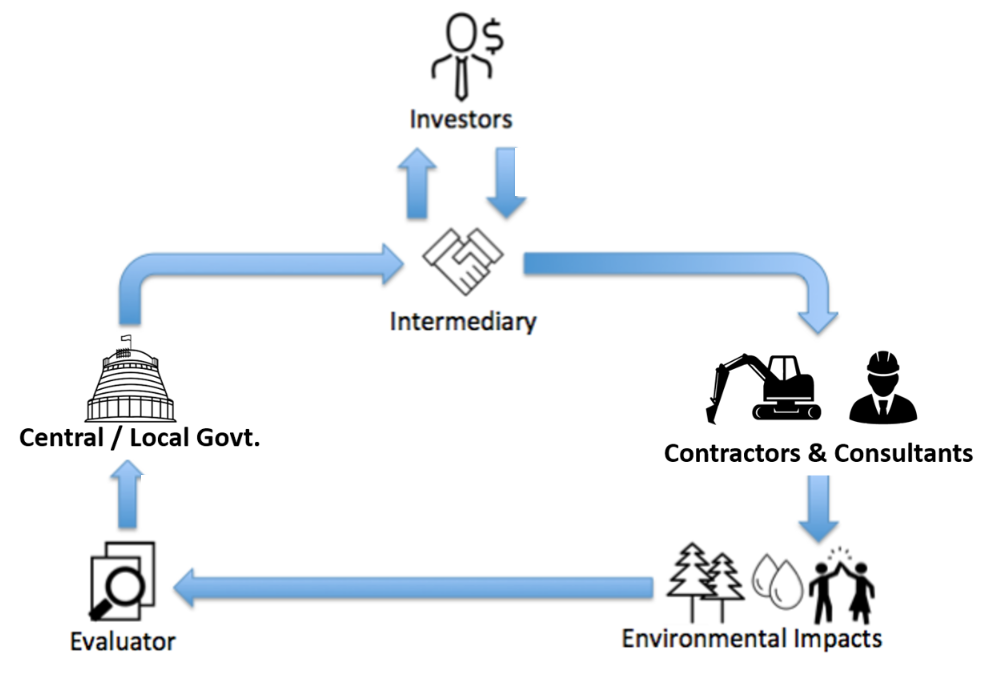 $
Investors
Intermediary
Central / Local Govt.
Contractors & Consultants
Evaluator
Environmental Impacts